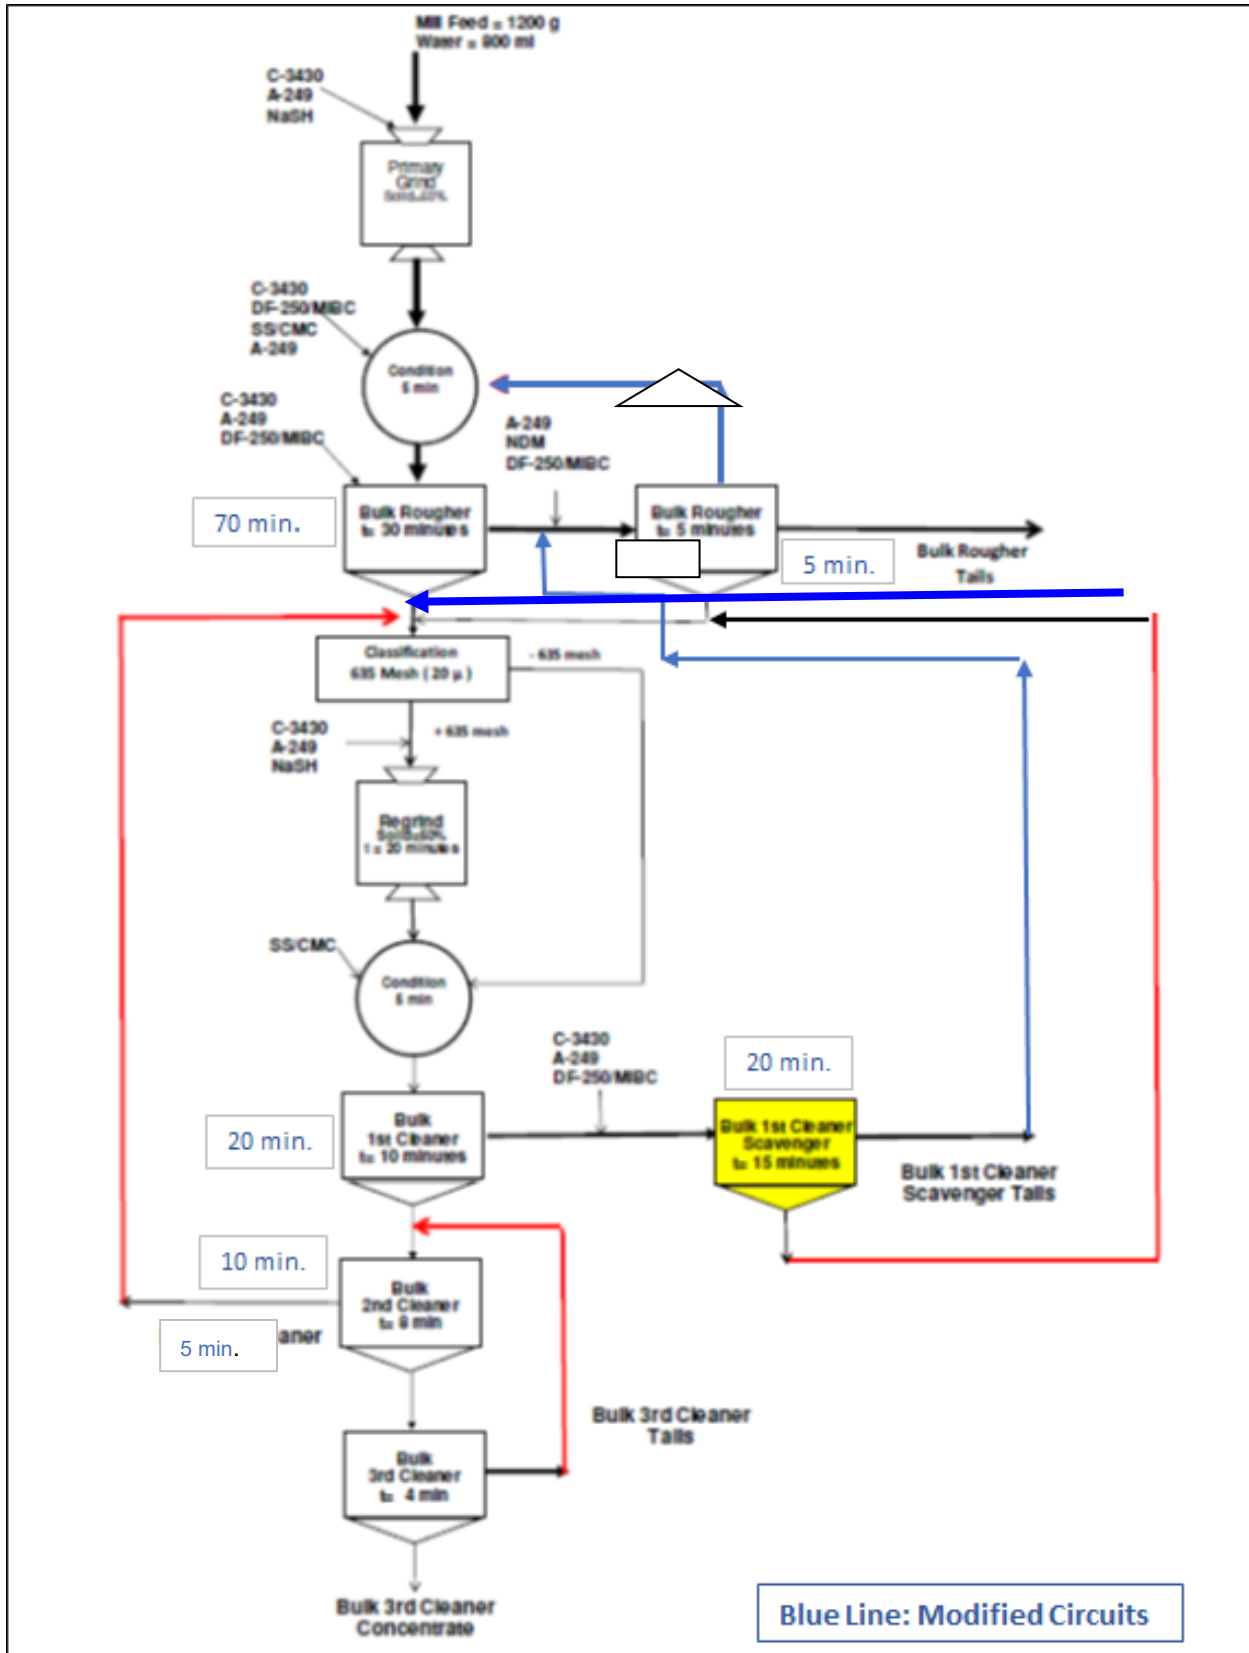 Mill Feed = 1200 g
Water = 800 ml
C-3430
A-249
NaSH
Primary
Grind
C-3430
DF-250/MIBC
SS/CMC
A-249
Condition
5 min
C-3430
A-249
DF-250/MIBC
A-249
NDM
DF-250/MIBC
70 min.
Bulk Rougher
t= 30 minutes
Bulk Rougher
t= 5 minutes
5 min.
Bulk Rougher
Tails
Classification
635 Mesh ( 20 µ )
- 635 mesh
+ 635 mesh
C-3430
A-249
NaSH
Regrind
t = 20 minutes
SS/CMC
Condition
5 min
C-3430
A-249
DF-250/MIBC
20 min.
20 min.
Bulk
1st Cleaner
t= 10 minutes
Bulk 1st Cleaner
Scavenger
t= 15 minutes
Bulk 1st Cleaner
Scavenger Tails
10 min.
Bulk
2nd Cleaner
t= 8 min
5 min.
aner
Bulk 3rd Cleaner
Tails
Bulk
3rd Cleaner
t= 4 min
Bulk 3rd Cleaner
Concentrate
Blue Line: Modified Circuits